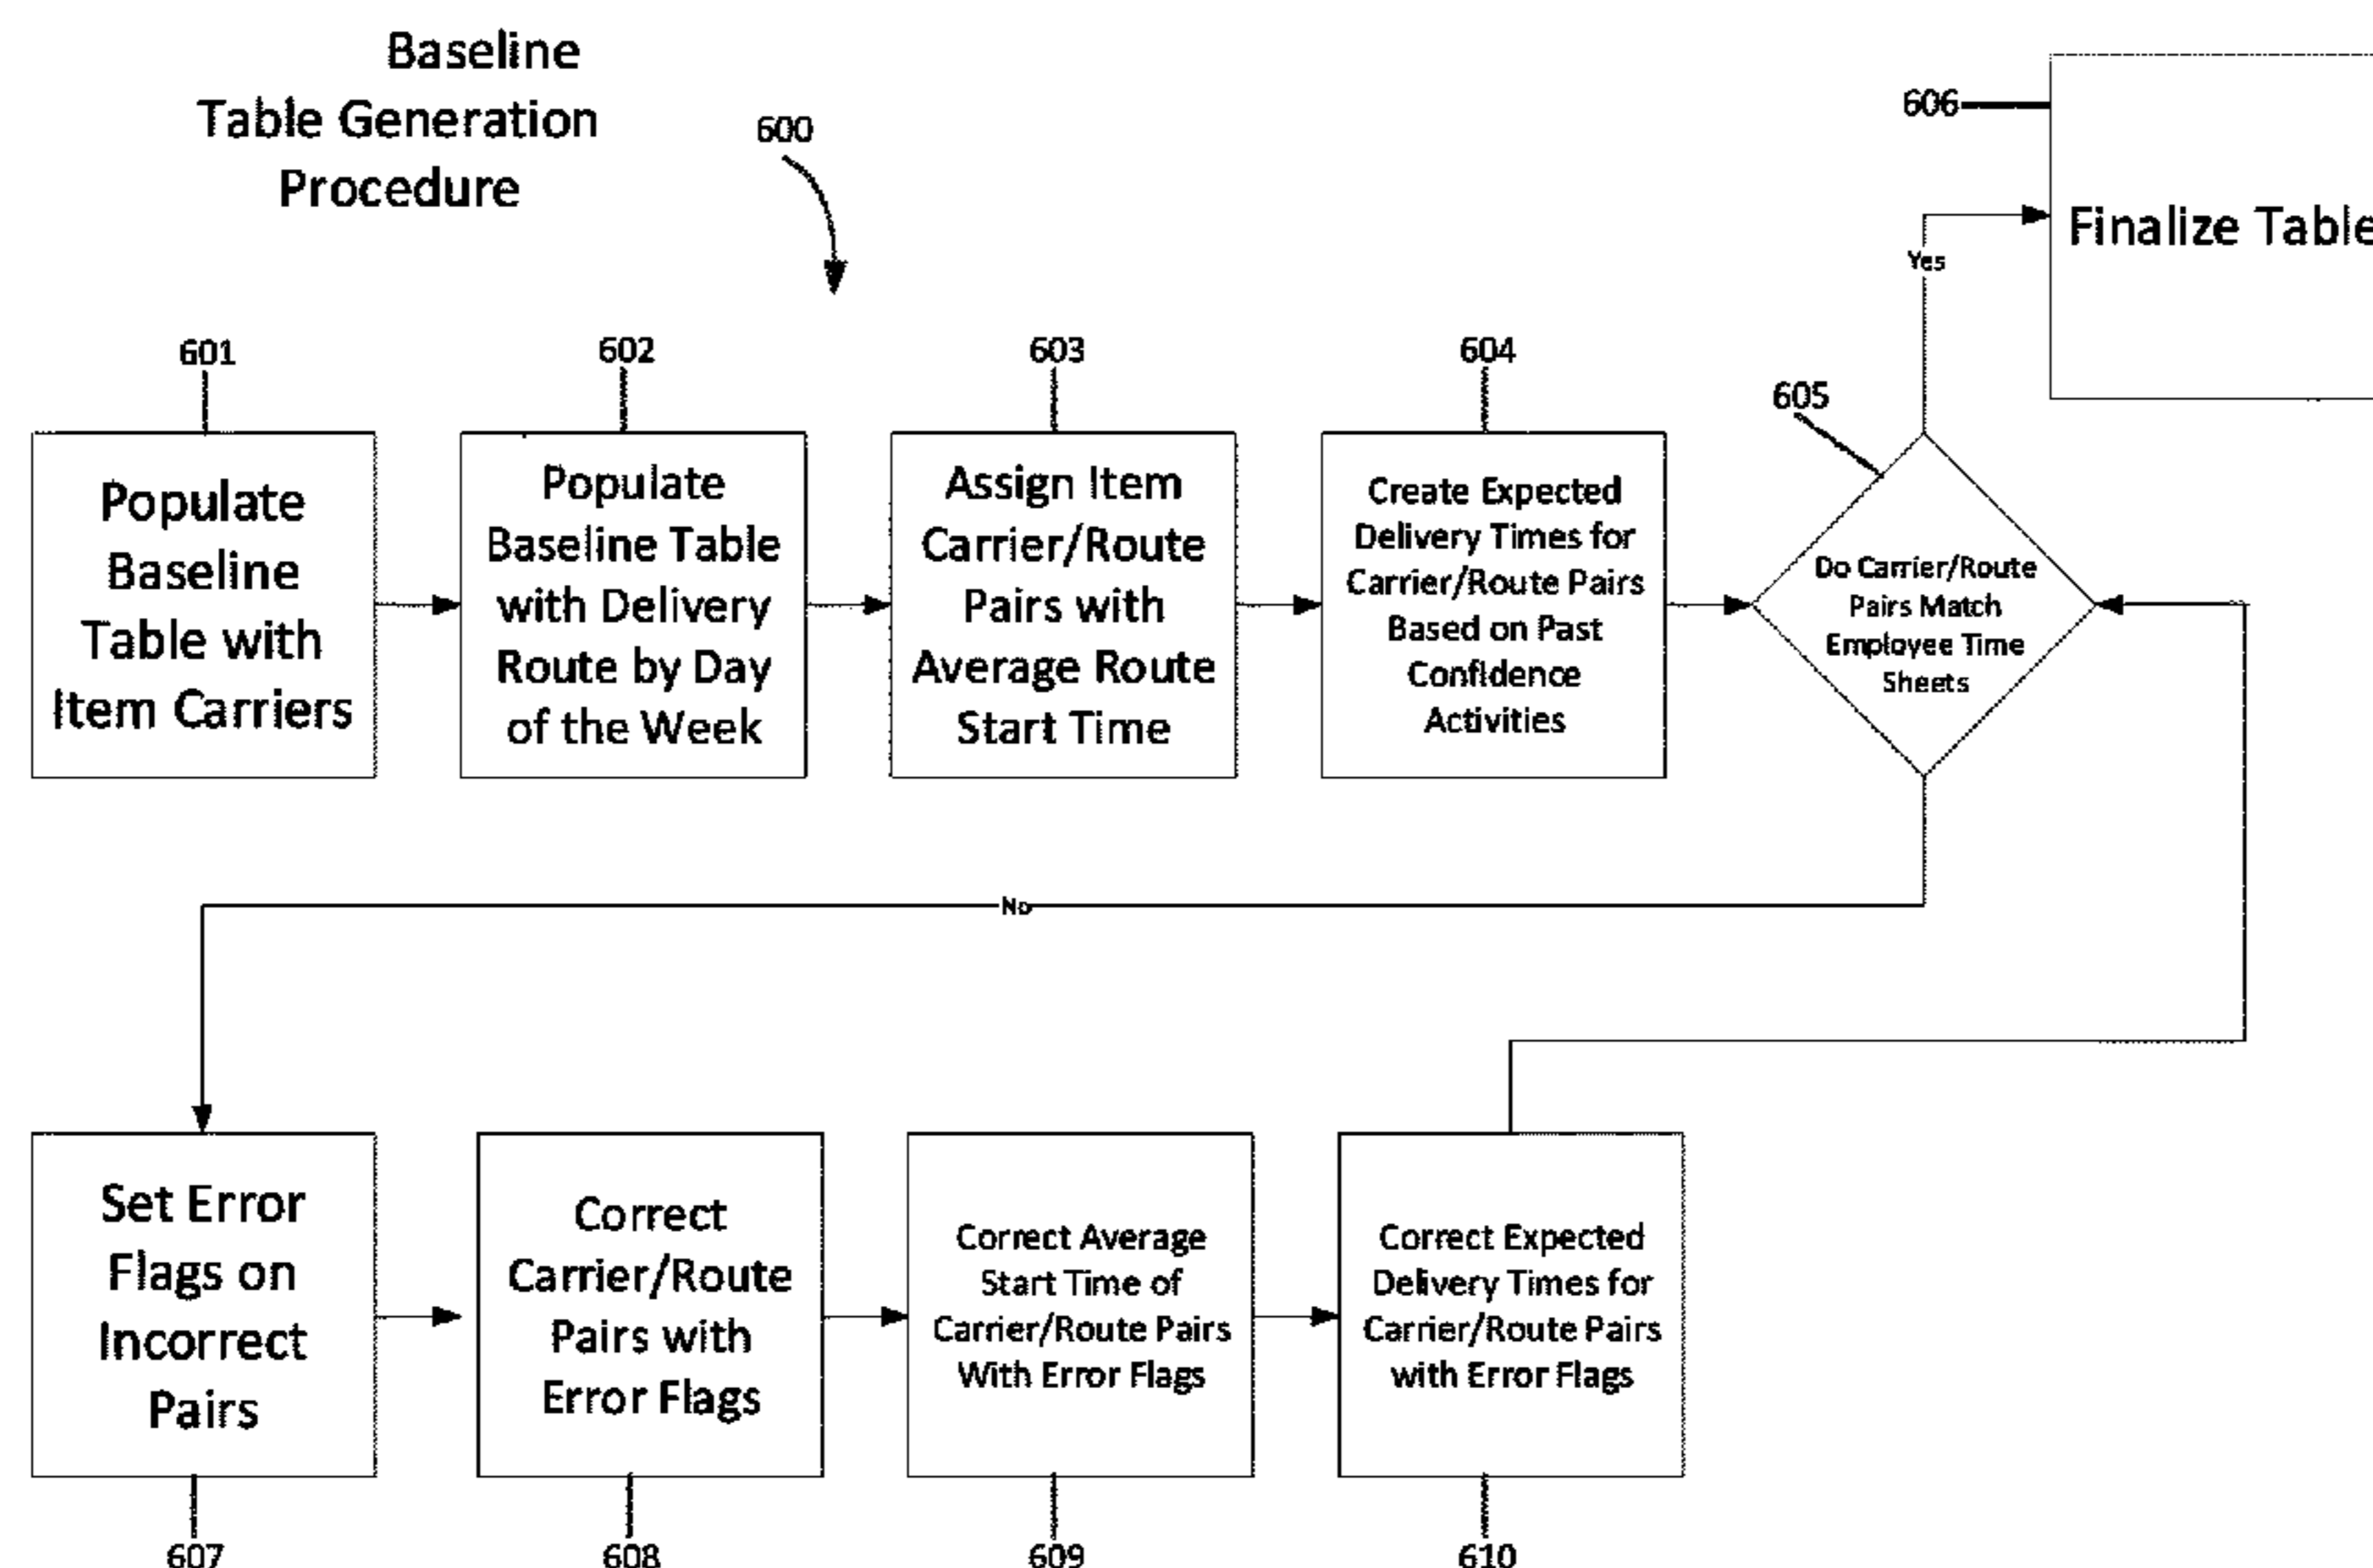 Baseline
Table Generation
Procedure
600
606
Finalize Table
Yes
601
602
603
604
605
Populate
Baseline
Table with
Item Carriers
Populate
Baseline Table
with Delivery
Route by Day
of the Week
Assign Item
Carrier/Route
Pairs with
Average Route
Start Time
Create Expected
Delivery Times for
Carrier/Route Pairs
Based on Past
Confidence
Activities
Do Carrier/Route
Pairs Match
Employee Time
Sheets
No
Set Error
Flags on
Incorrect
Pairs
Correct
Carrier/Route
Pairs with
Error Flags
Correct Average
Start Time of
Carrier/Route Pairs
With Error Flags
Correct Expected
Delivery Times for
Carrier/Route Pairs
with Error Flags
607
608
609
610